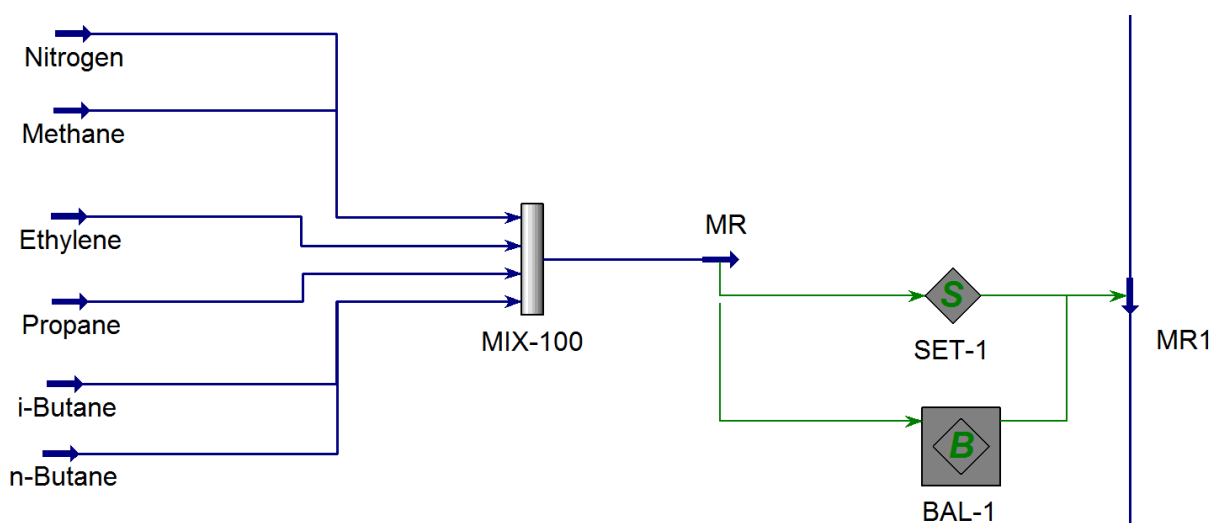 Nitrogen
Methane
Ethylene
Propane
i-Butane
n-Butane
MIX-100
MR
S
SET-1
B
BAL-1
MR1